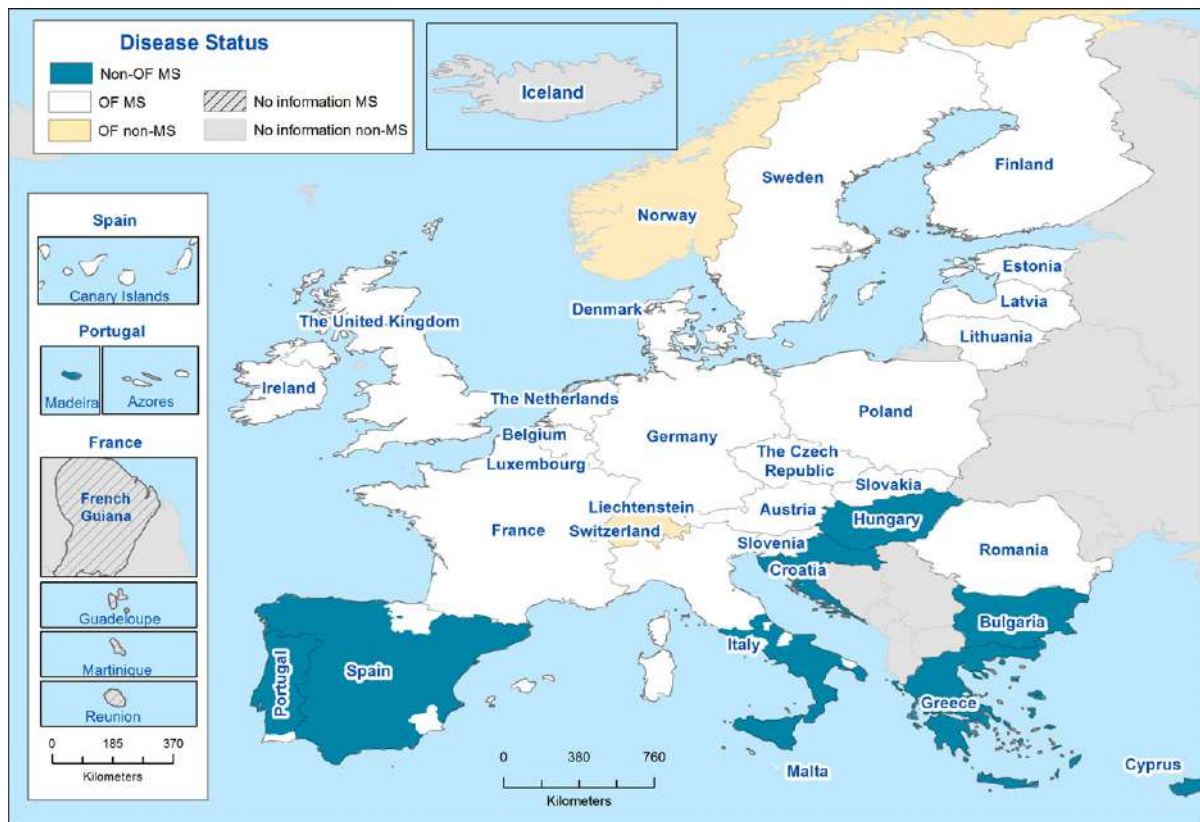 Disease Status
Non-OF MS
OF MS
No information MS
OF non-MS
No information non-MS
Iceland
Spain
Canary Islands
Portugal
Madeira
Azores
France
French
Guiana
Guadeloupe
Martinique
Reunion
0 185 370
Kilometers
Finland
Sweden
Norway
Estonia
Latvia
Denmark
The United Kingdom
Lithuania
Ireland
The Netherlands
Poland
Belgium
Germany
The Czech
Republic
Luxembourg
Slovakia
Liechtenstein
Austria
Hungary
France
Switzerland
Slovenia
Romania
Croatia
Bulgaria
Italy
Spain
Portugal
Greece
0 380 760
Kilometers
Malta
Cyprus